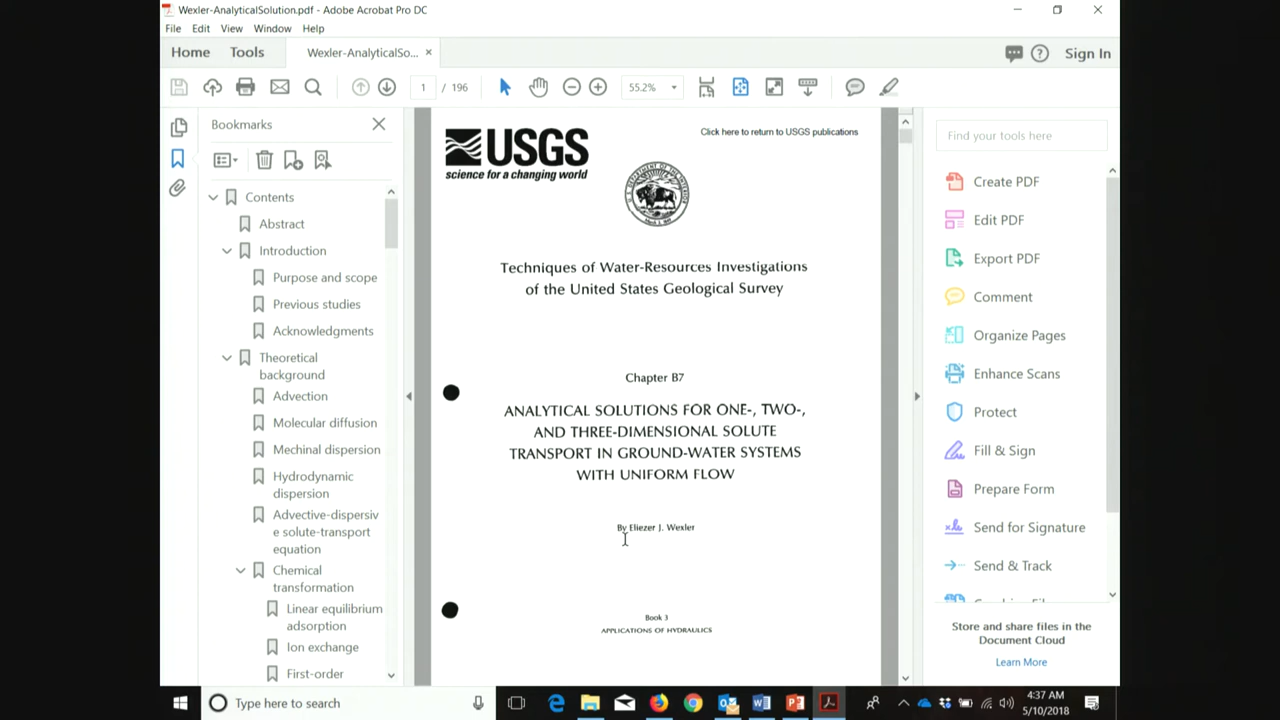 Wexler-AnalyticalSolution.pdf - Adobe Acrobat Pro DC
File Edit View Window Help
Home Tools Wexler-AnalyticalSo... × Sign In
1 / 196 55.2%
Bookmarks
Contents
Abstract
Introduction
Purpose and scope
Previous studies
Acknowledgments
Theoretical
background
Advection
Molecular diffusion
Mechinal dispersion
Hydrodynamic
dispersion
Advective-dispersiv
e solute-transport
equation
Chemical
transformation
Linear equilibrium
adsorption
Ion exchange
First-order
USGS
science for a changing world
Click here to return to USGS publications
Techniques of Water-Resources Investigations
of the United States Geological Survey
Chapter B7
ANALYTICAL SOLUTIONS FOR ONE-, TWO-,
AND THREE-DIMENSIONAL SOLUTE
TRANSPORT IN GROUND-WATER SYSTEMS
WITH UNIFORM FLOW
By Eliezer J. Wexler
Book 3
APPLICATIONS OF HYDRAULICS
Find your tools here
Create PDF
Edit PDF
Export PDF
Comment
Organize Pages
Enhance Scans
Protect
Fill & Sign
Prepare Form
Send for Signature
Send & Track
Store and share files in the
Document Cloud
Learn More
Type here to search
4:37 AM
5/10/2018